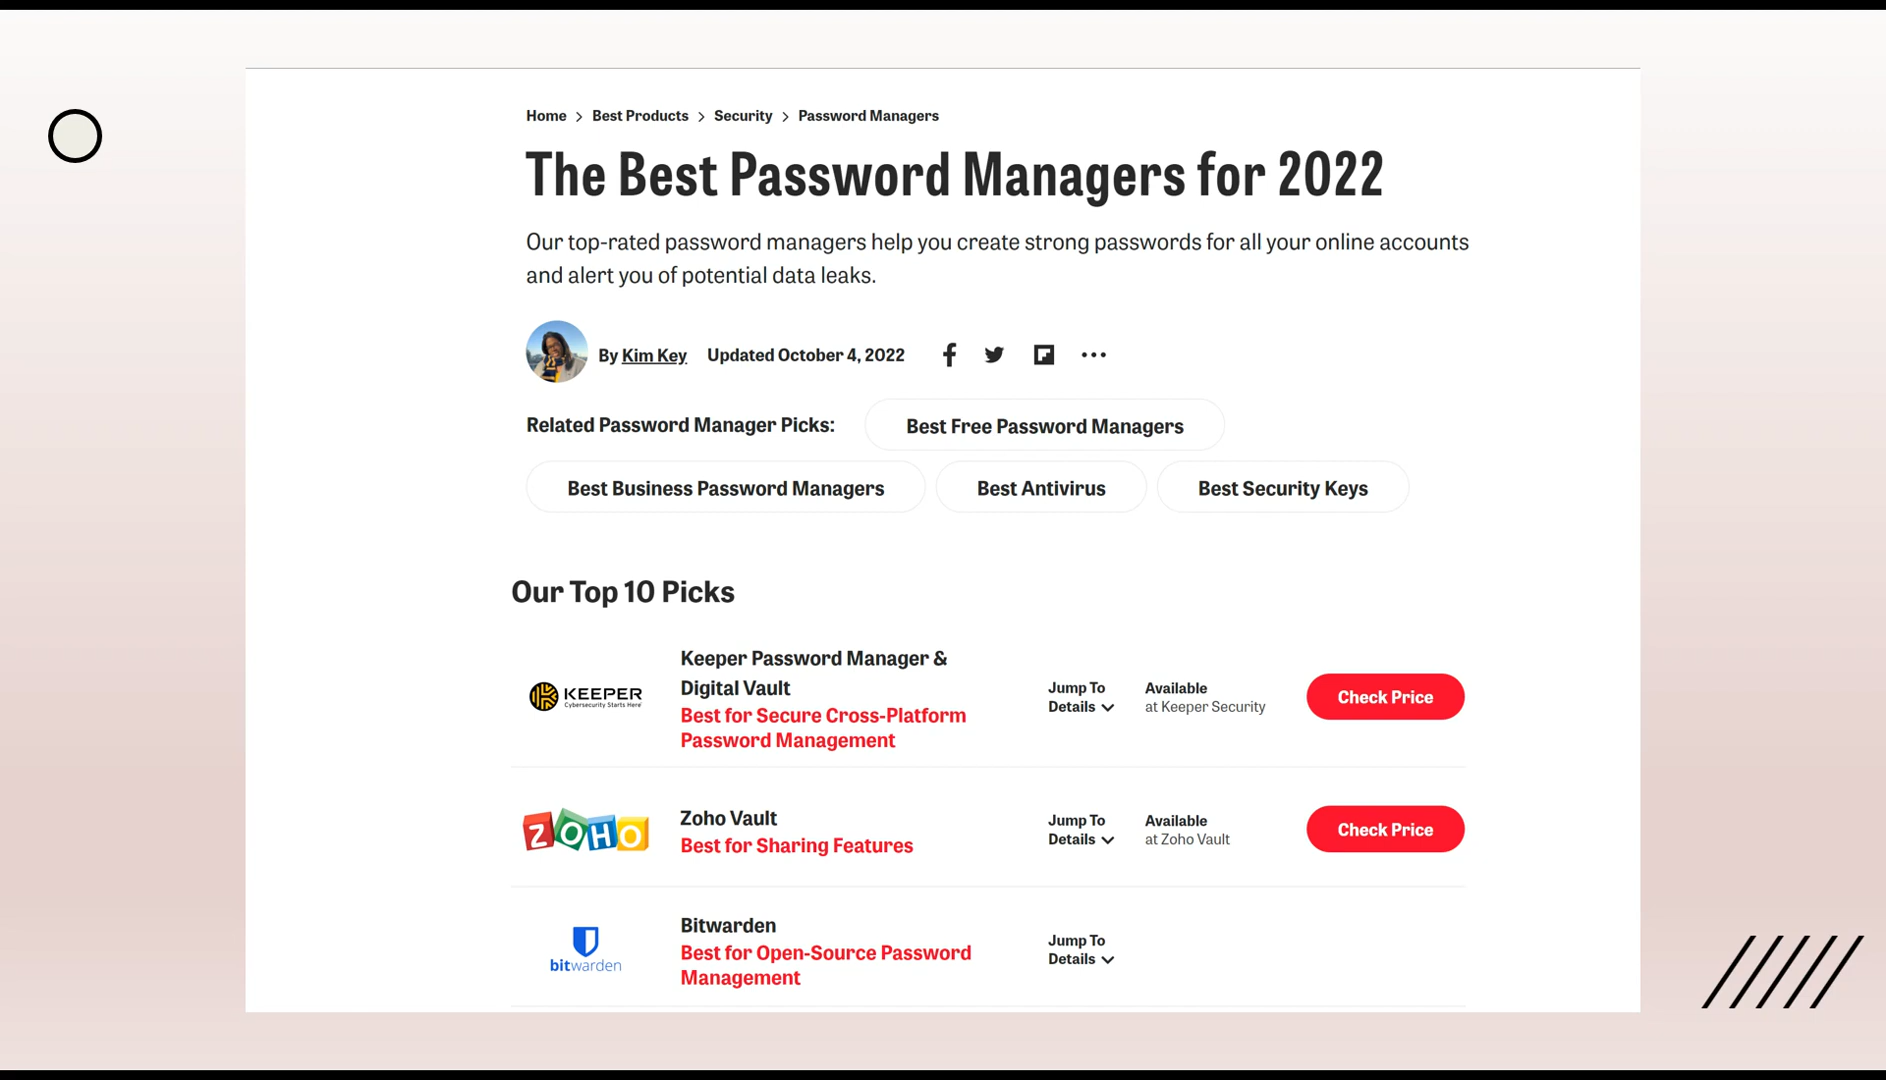 Home > Best Products > Security > Password Managers
The Best Password Managers for 2022
Our top-rated password managers help you create strong passwords for all your online accounts
and alert you of potential data leaks.
By Kim Key Updated October 4, 2022
Related Password Manager Picks: Best Free Password Managers
Best Business Password Managers Best Antivirus Best Security Keys
Our Top 10 Picks
KEEPER
Cybersecurity Starts Here
Keeper Password Manager &
Digital Vault
Best for Secure Cross-Platform
Password Management
Jump To
Details
Available
at Keeper Security
Check Price
ZOHO
Zoho Vault
Best for Sharing Features
Jump To
Details
Available
at Zoho Vault
Check Price
bitwarden
Bitwarden
Best for Open-Source Password
Management
Jump To
Details